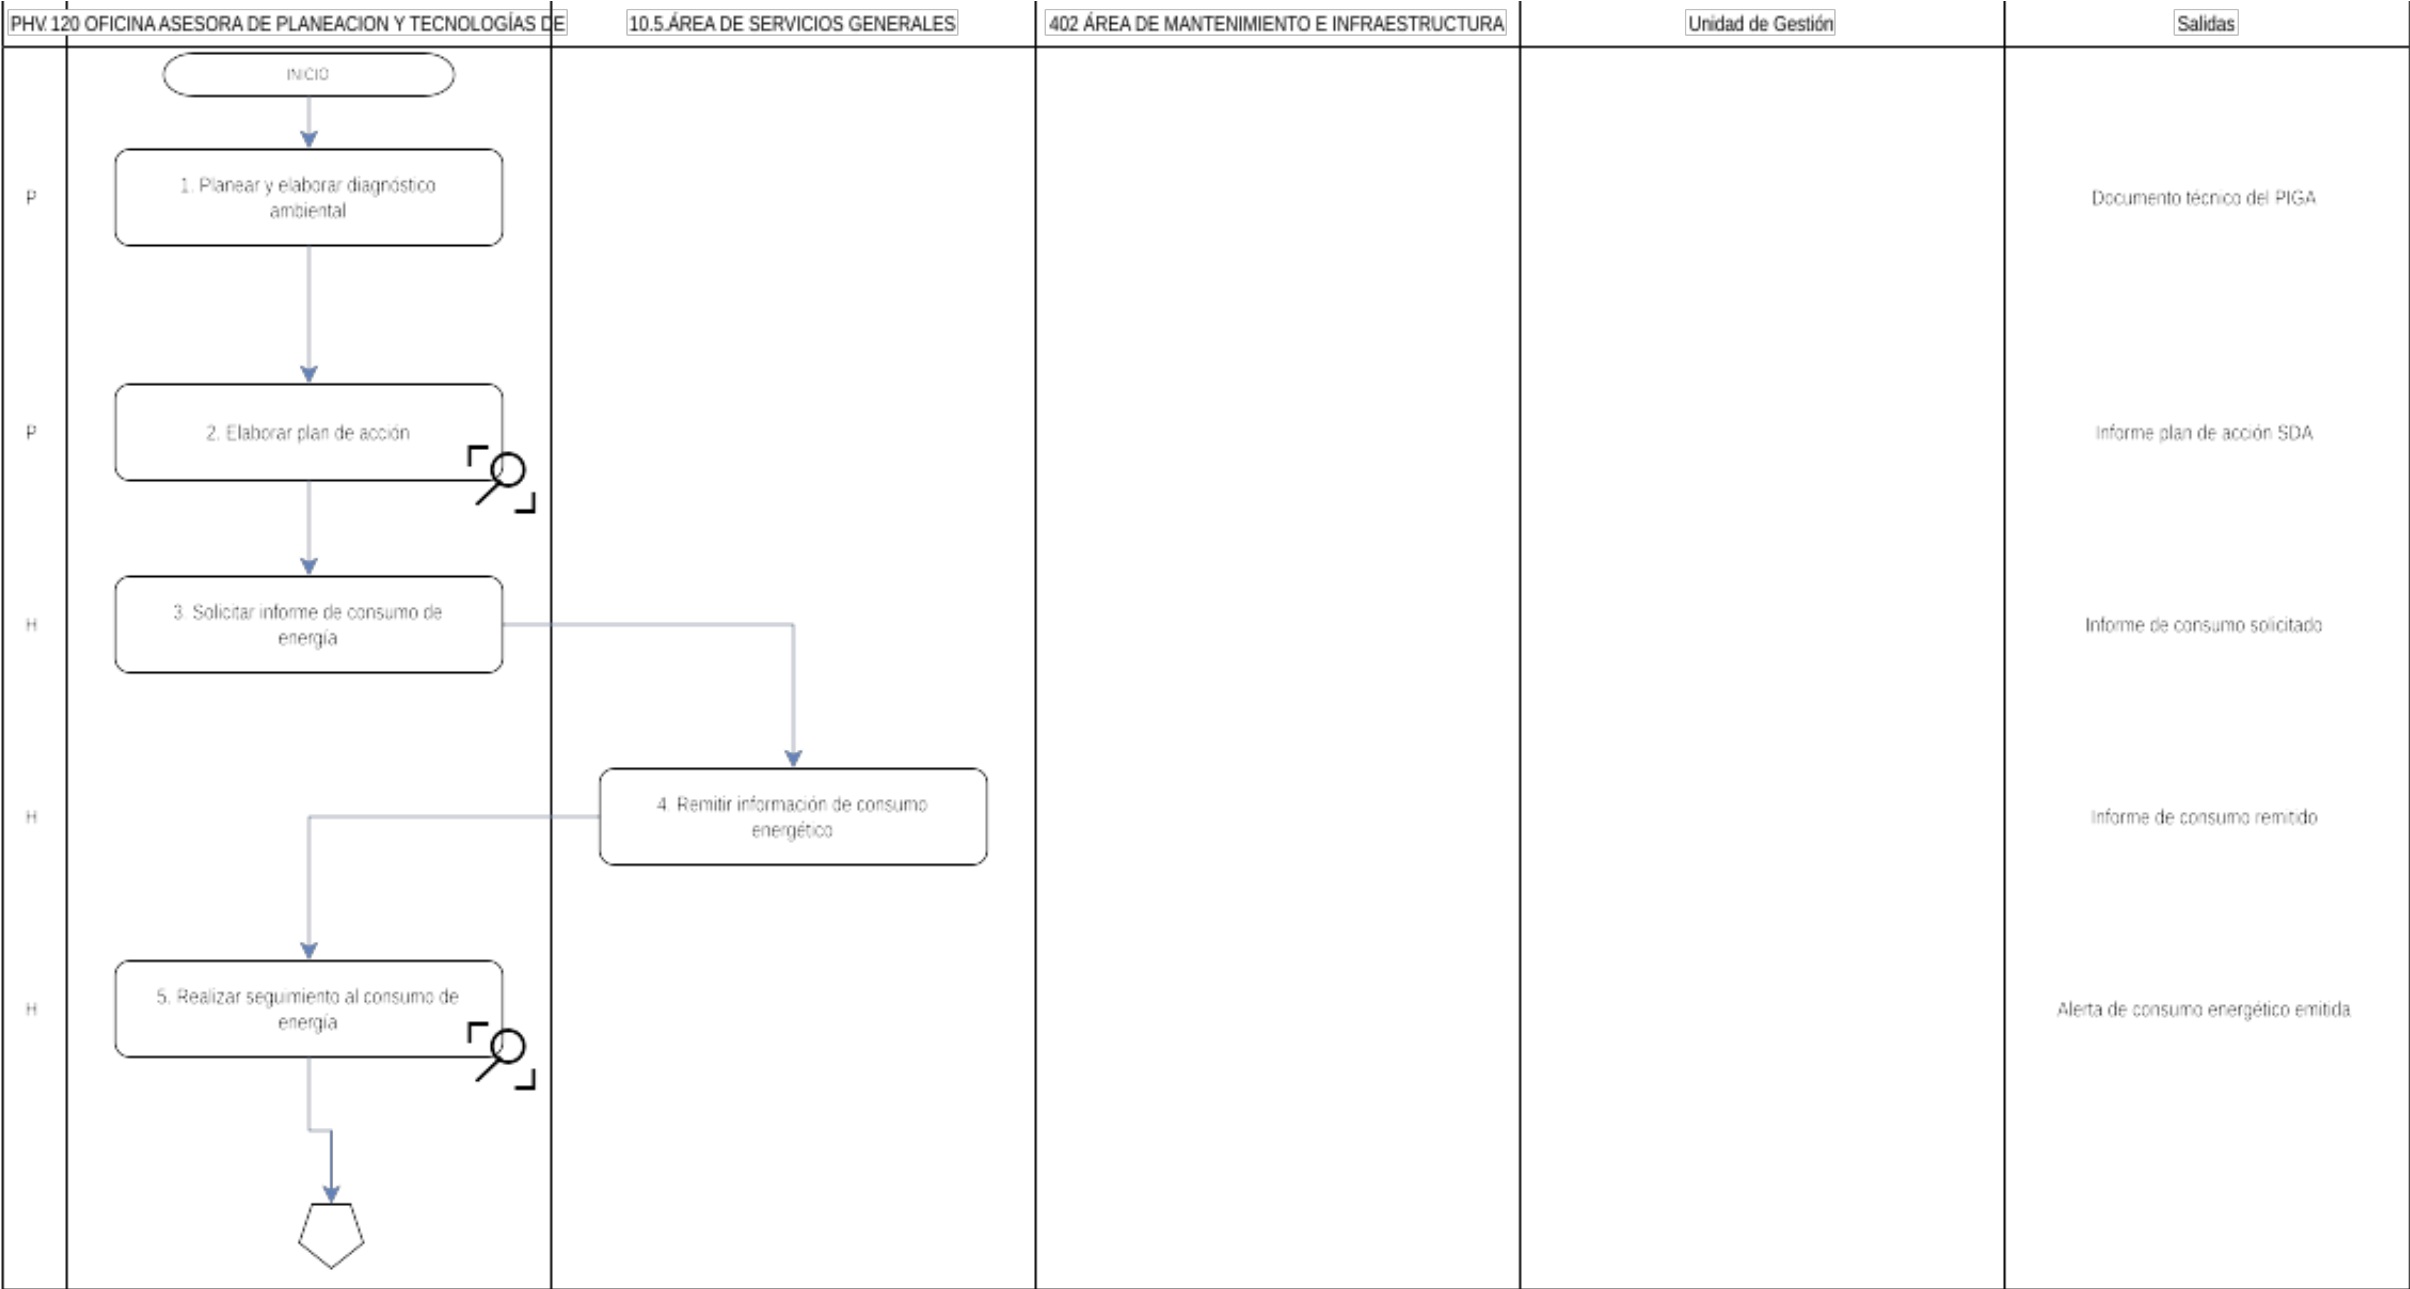 PHV. 120 OFICINA ASESORA DE PLANEACION Y TECNOLOGÍAS DE
10.5.ÁREA DE SERVICIOS GENERALES
402 ÁREA DE MANTENIMIENTO E INFRAESTRUCTURA
Unidad de Gestión
Salidas
INICIO
P
1. Planear y elaborar diagnóstico
ambiental
Documento técnico del PIGA
P
2. Elaborar plan de acción
Informe plan de acción SDA
H
3. Solicitar informe de consumo de
energía
Informe de consumo solicitado
H
4. Remitir información de consumo
energético
Informe de consumo remitido
H
5. Realizar seguimiento al consumo de
energía
Alerta de consumo energético emitida